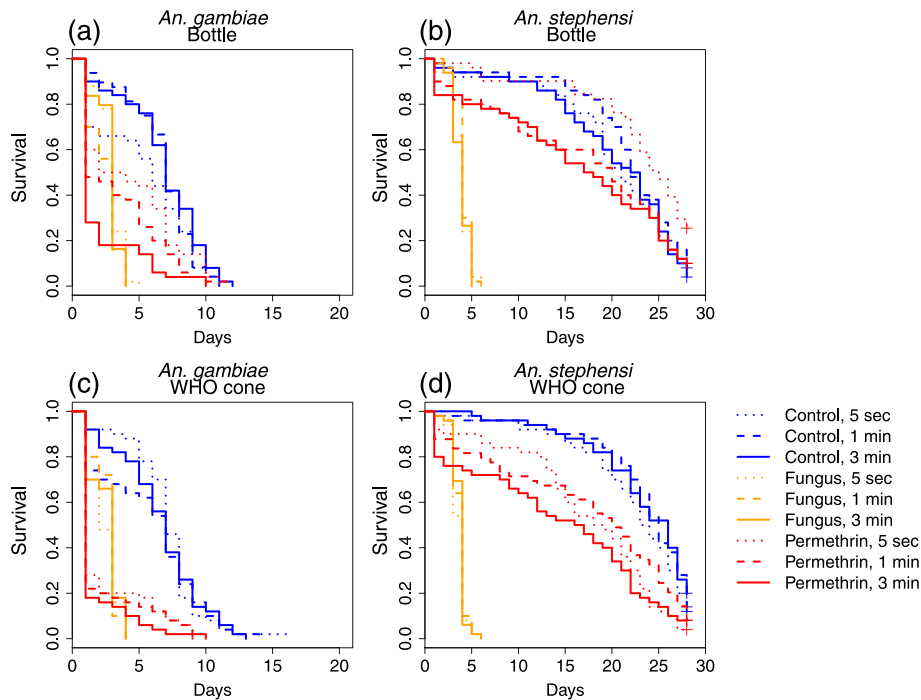 (a)
An. gambiae
Bottle
(b)
An. stephensi
Bottle
Survival
0.0 0.2 0.4 0.6 0.8 1.0
0 5 10 15 20
Days
Survival
0.0 0.2 0.4 0.6 0.8 1.0
0 5 10 15 20 25 30
Days
(c)
An. gambiae
WHO cone
(d)
An. stephensi
WHO cone
Survival
0.0 0.2 0.4 0.6 0.8 1.0
0 5 10 15 20
Days
Survival
0.0 0.2 0.4 0.6 0.8 1.0
0 5 10 15 20 25 30
Days
Control, 5 sec
Control, 1 min
Control, 3 min
Fungus, 5 sec
Fungus, 1 min
Fungus, 3 min
Permethrin, 5 sec
Permethrin, 1 min
Permethrin, 3 min